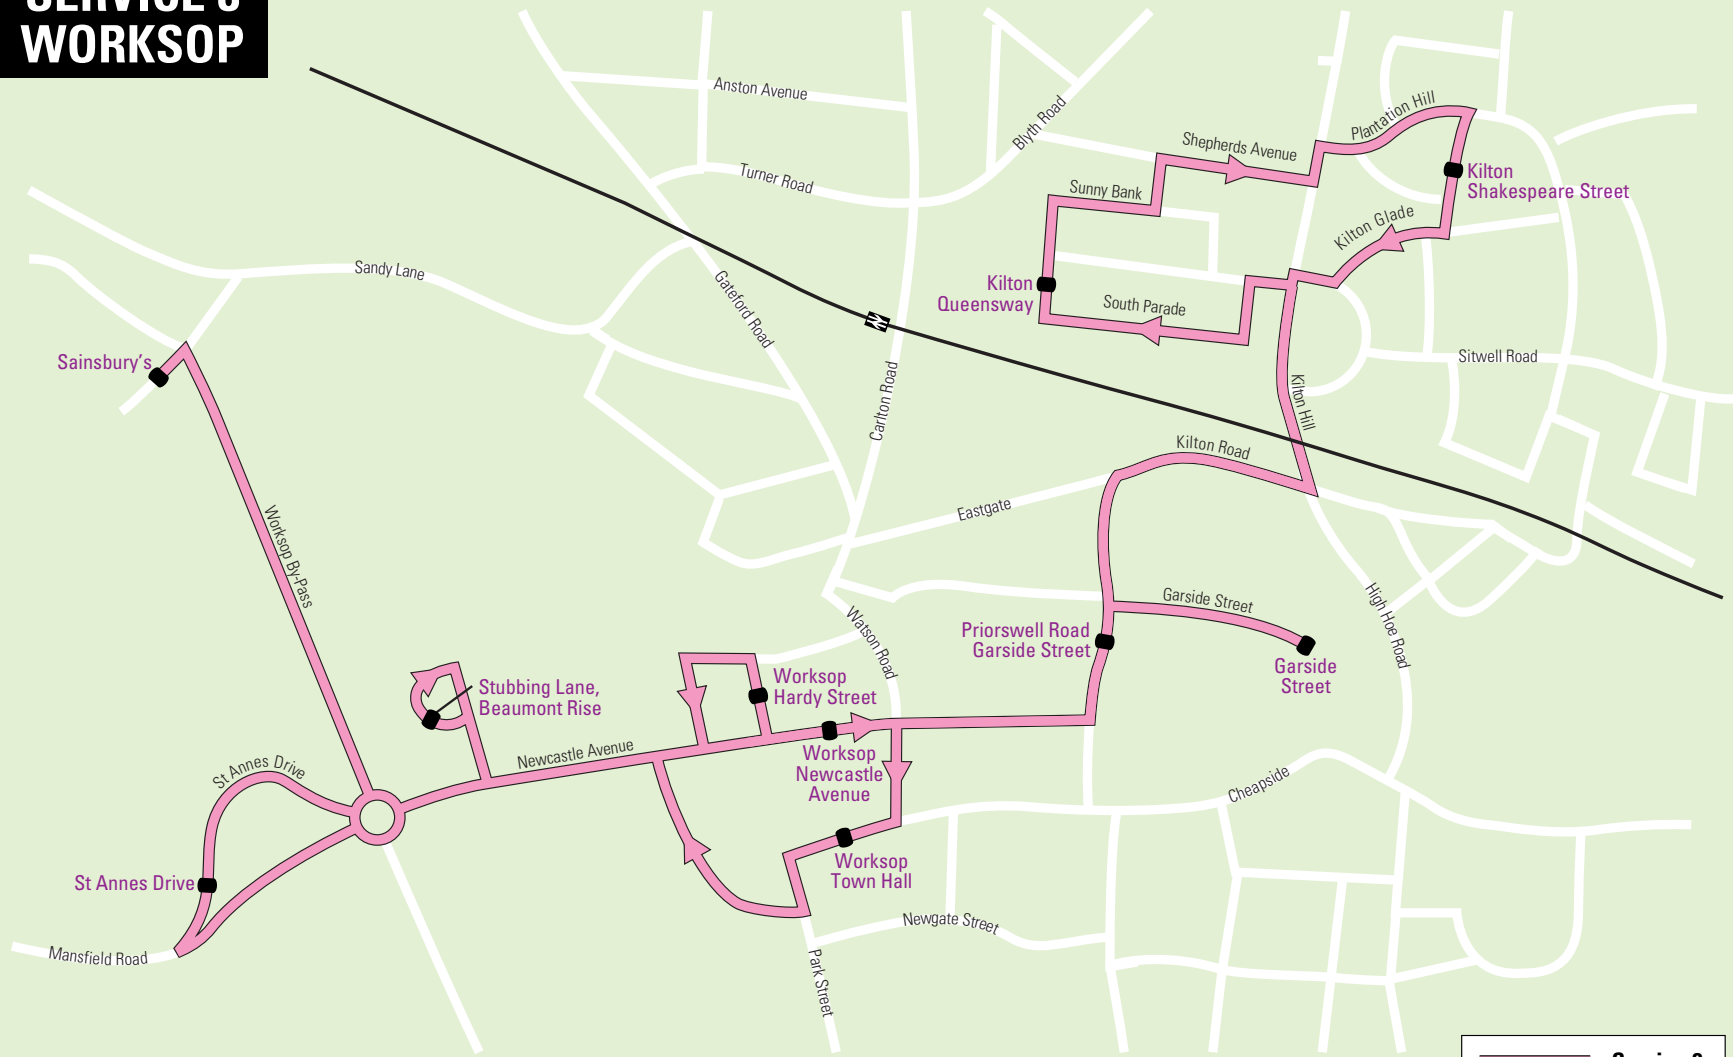 WORKSOP
Anston Avenue
Turner Road
Blyth Road
Shepherds Avenue
Plantation Hill
Sunny Bank
Kilton
Shakespeare Street
Kilton Glade
Sandy Lane
Gateford Road
Kilton
Queensway
South Parade
Sainsbury's
Carlton Road
Sitwell Road
Kilton Hill
Kilton Road
Eastgate
Worksop By-Pass
Garside Street
High Hoe Road
Watson Road
Priorswell Road
Garside Street
Garside
Street
Stubbing Lane,
Beaumont Rise
Worksop
Hardy Street
Newcastle Avenue
Worksop
Newcastle
Avenue
St Annes Drive
Cheapside
St Annes Drive
Worksop
Town Hall
Newgate Street
Mansfield Road
Park Street